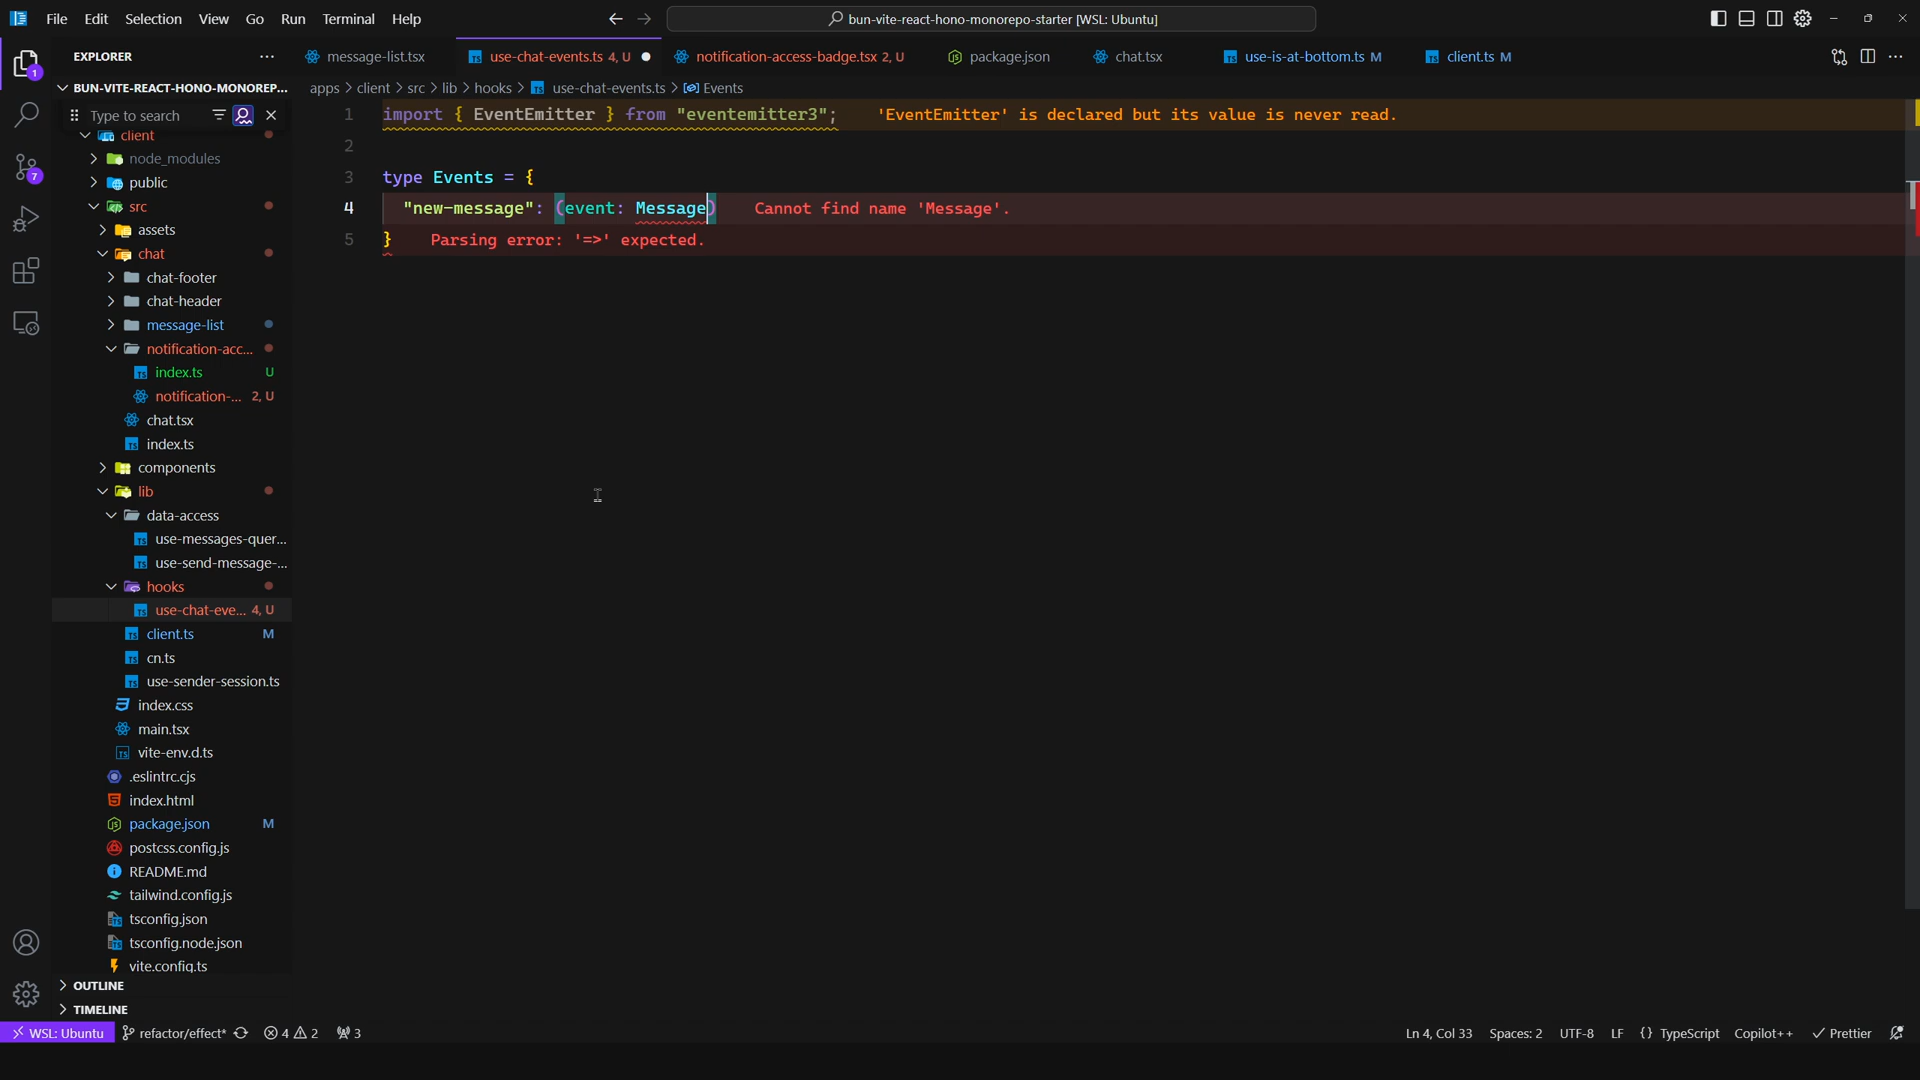 File Edit Selection View Go Run Terminal Help
bun-vite-react-hono-monorepo-starter [WSL: Ubuntu]
EXPLORER
message-list.tsx
use-chat-events.ts 4, U
notification-access-badge.tsx 2, U
package.json
chat.tsx
use-is-at-bottom.ts M
client.ts M
1
BUN-VITE-REACT-HONO-MONOREP...
apps > client > src > lib > hooks > use-chat-events.ts > Events
Type to search
client
node_modules
public
src
assets
chat
chat-footer
chat-header
message-list
notification-acc...
index.ts U
notification-... 2, U
chat.tsx
index.ts
components
lib
data-access
use-messages-quer...
use-send-message-...
hooks
use-chat-eve... 4, U
client.ts M
cn.ts
use-sender-session.ts
index.css
main.tsx
vite-env.d.ts
.eslintrc.cjs
index.html
package.json M
postcss.config.js
README.md
tailwind.config.js
tsconfig.json
tsconfig.node.json
vite.config.ts
OUTLINE
TIMELINE
7
1 import { EventEmitter } from "eventemitter3"; 'EventEmitter' is declared but its value is never read.
2
3 type Events = {
4 "new-message": (event: Message) Cannot find name 'Message'.
5 } Parsing error: '=>' expected.
WSL: Ubuntu refactor/effect* 4 2 3
Ln 4, Col 33 Spaces: 2 UTF-8 LF {} TypeScript Copilot++ Prettier